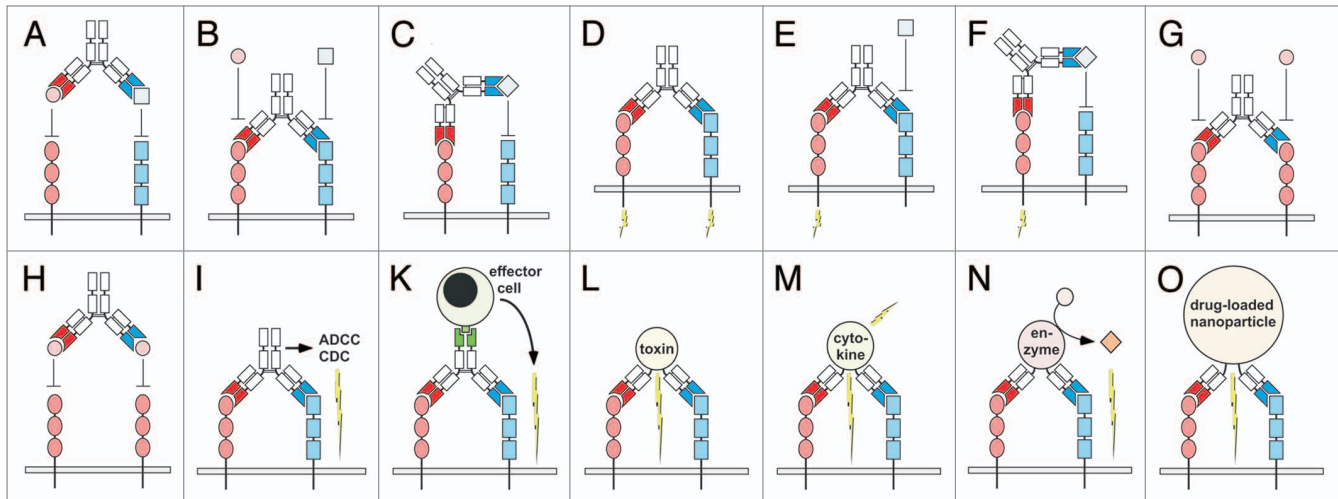 A
B
C
D
E
F
G
H
I
ADCC
CDC
K
effector
cell
L
toxin
M
cyto-
kine
N
en-
zyme
O
drug-loaded
nanoparticle